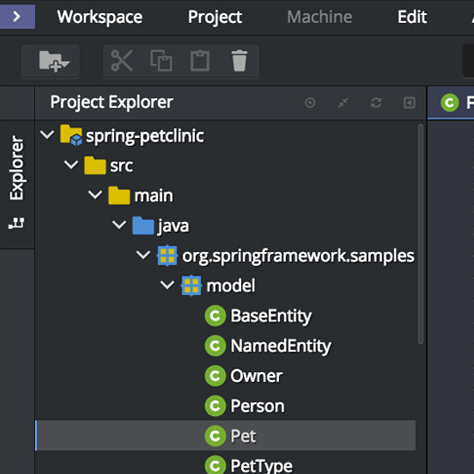 Workspace Project Machine Edit
Project Explorer
Explorer
spring-petclinic
src
main
java
org.springframework.samples
model
C BaseEntity
C NamedEntity
C Owner
C Person
C Pet
C PetType
C